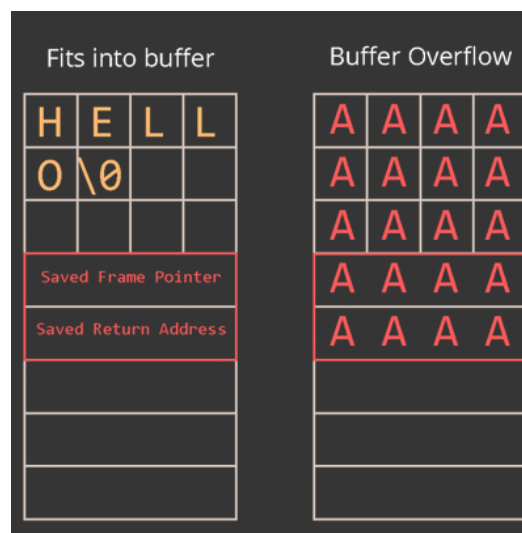 Fits into buffer
H E L L
O \0
Saved Frame Pointer
Saved Return Address
Buffer Overflow
A A A A
A A A A
A A A A
A A A A
A A A A